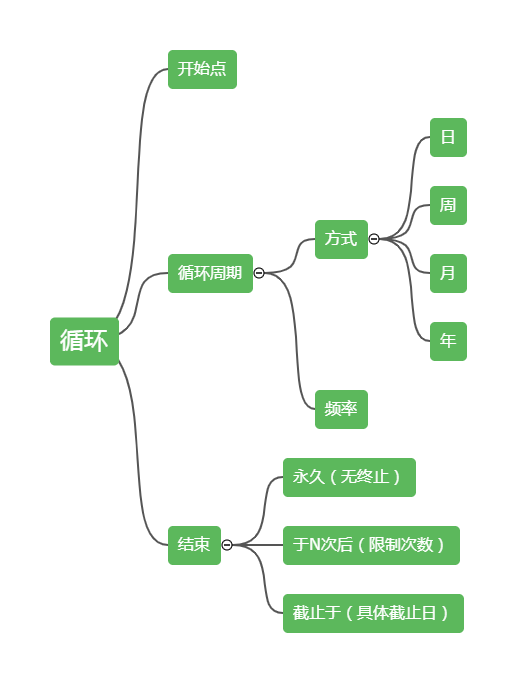 循环
开始点
循环周期
方式
日
周
月
年
频率
结束
永久（无终止）
于N次后（限制次数）
截止于（具体截止日）